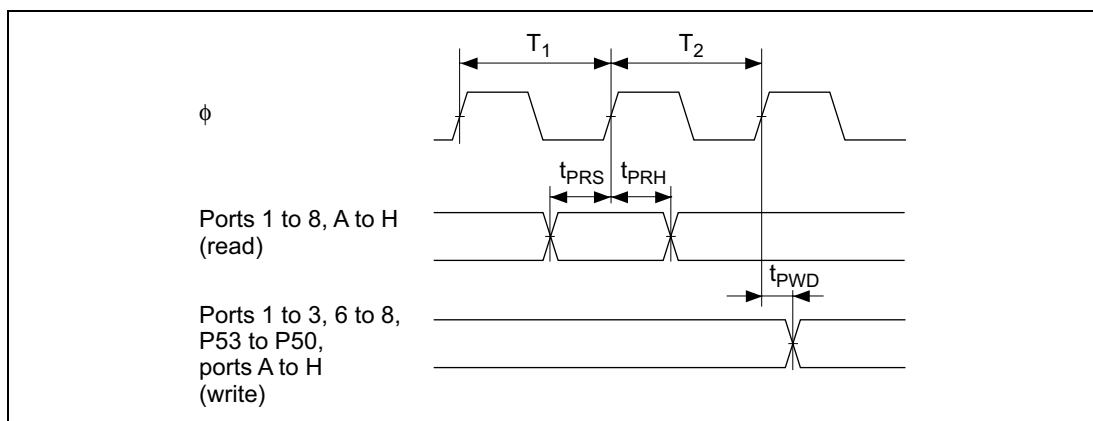 T1 T2
ϕ
tPRS tPRH
Ports 1 to 8, A to H
(read)
tPWD
Ports 1 to 3, 6 to 8,
P53 to P50,
ports A to H
(write)